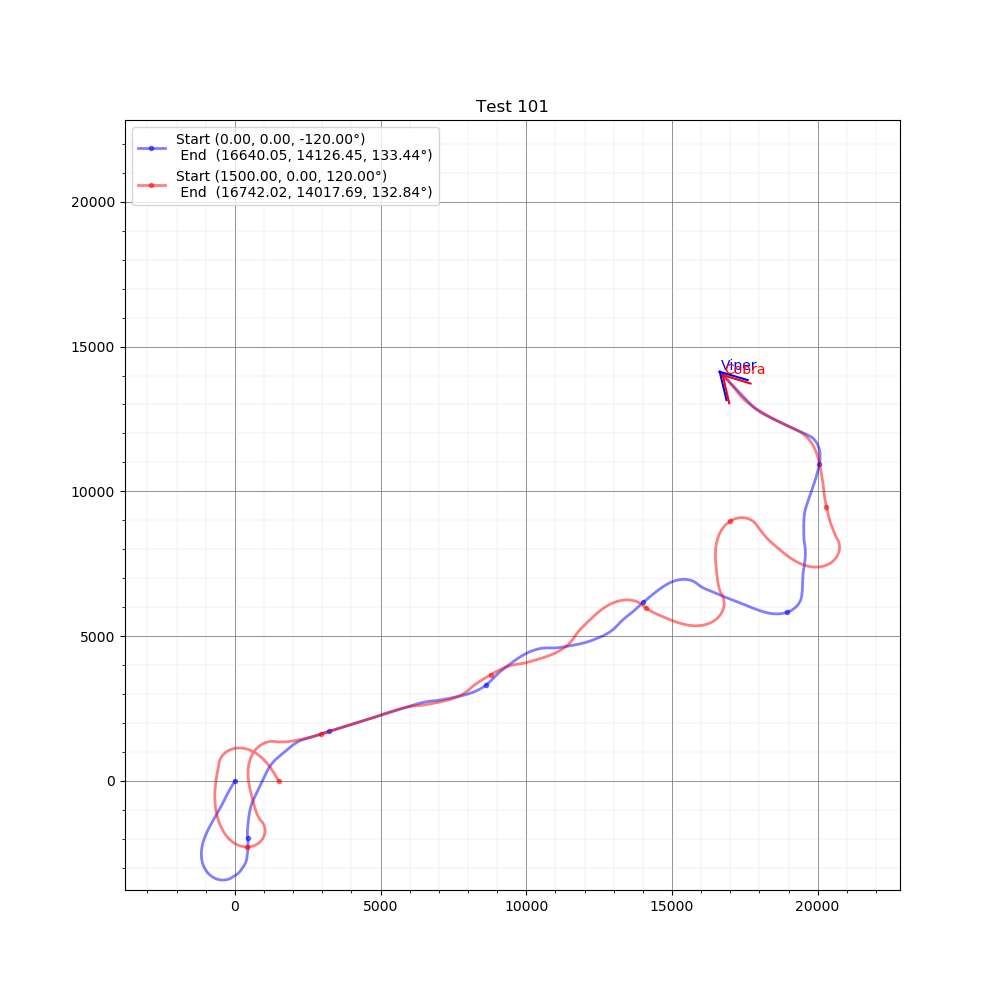 Test 101
Start (0.00, 0.00, -120.00°)
End  (16640.05, 14126.45, 133.44°)
Start (1500.00, 0.00, 120.00°)
End  (16742.02, 14017.69, 132.84°)
20000
15000
Viper
Cobra
10000
5000
0
0
5000
10000
15000
20000